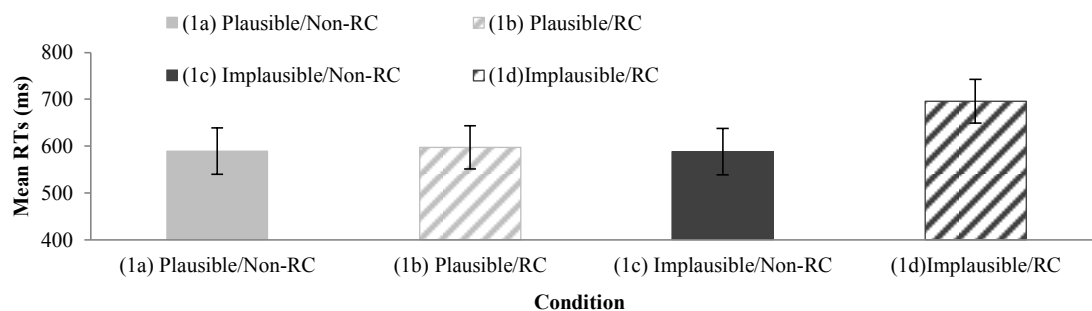 (1a) Plausible/Non-RC (1b) Plausible/RC
(1c) Implausible/Non-RC (1d)Implausible/RC
Mean RTs (ms)
800
700
600
500
400
(1a) Plausible/Non-RC (1b) Plausible/RC (1c) Implausible/Non-RC (1d)Implausible/RC
Condition